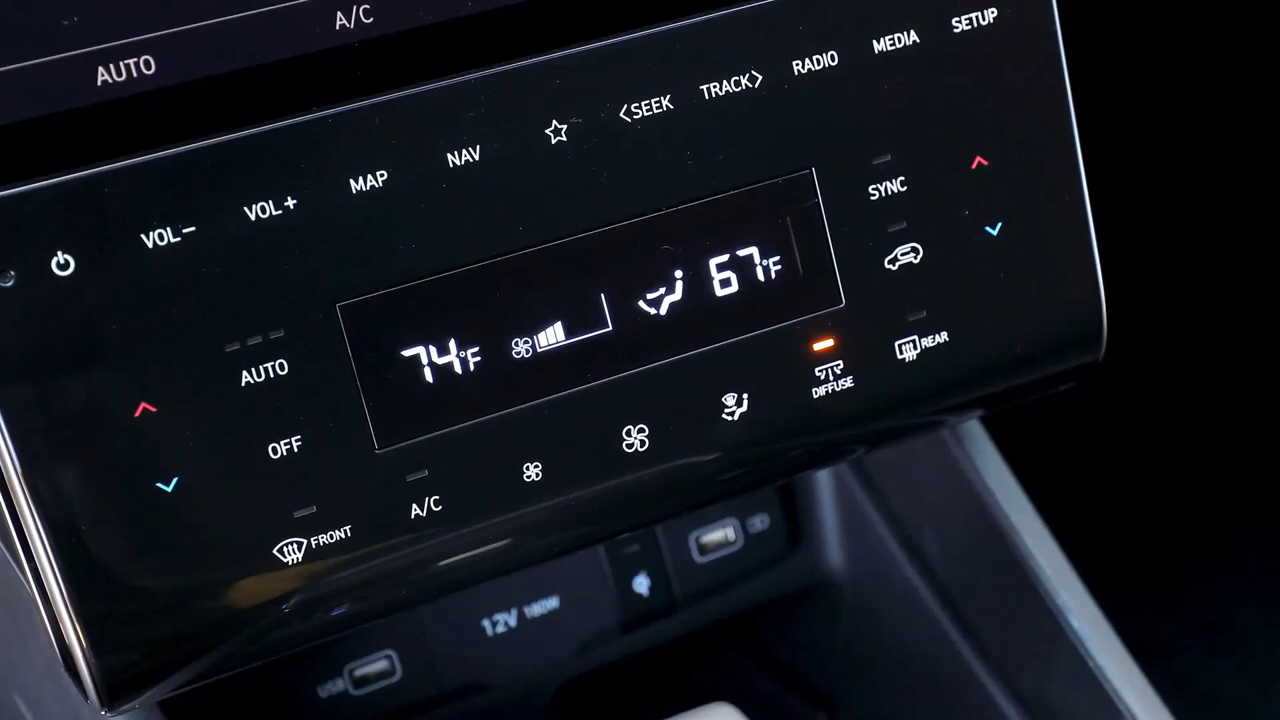 A/C
AUTO
SETUP
MEDIA
RADIO
TRACK>
<SEEK
NAV
MAP
VOL+
VOL-
SYNC
67°F
74°F
AUTO
REAR
DIFFUSE
OFF
A/C
FRONT
12V 180W
USB